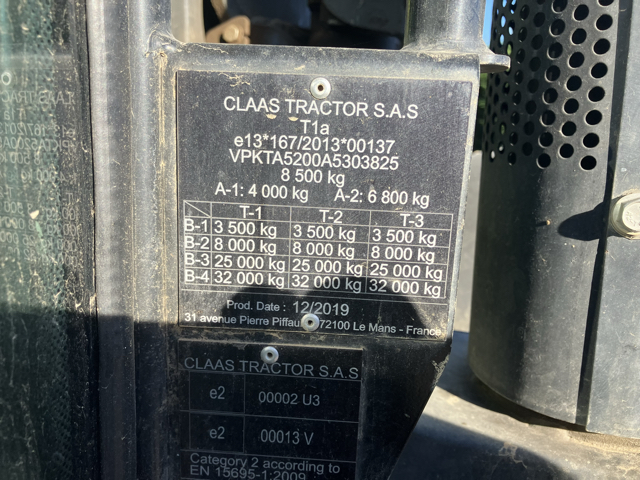 CLAAS TRACTOR S.A.S
T1a
e13*167/2013*00137
VPKTA5200A5303825
8 500 kg
A-1: 4 000 kg A-2: 6 800 kg
T-1 T-2 T-3
B-1 3 500 kg 3 500 kg 3 500 kg
B-2 8 000 kg 8 000 kg 8 000 kg
B-3 25 000 kg 25 000 kg 25 000 kg
B-4 32 000 kg 32 000 kg 32 000 kg
Prod. Date : 12/2019
31 avenue Pierre Piffau 72100 Le Mans - France
CLAAS TRACTOR S.A.S
e2 00002 U3
e2 00013 V
Category 2 according to
EN 15695-1:2009